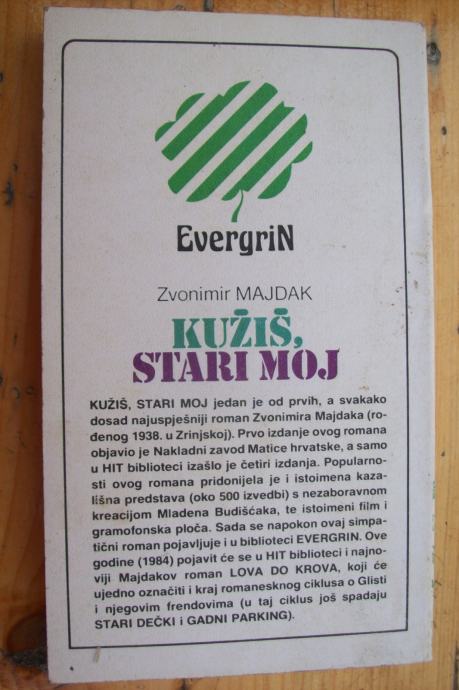 EvergriN
Zvonimir MAJDAK
KUŽIŠ,
STARI MOJ
KUŽIŠ, STARI MOJ jedan je od prvih, a svakako
dosad najuspješniji roman Zvonimira Majdaka (ro-
đenog 1938. u Zrinjskoj). Prvo izdanje ovog romana
objavio je Nakladni zavod Matice hrvatske, a samo
u HIT biblioteci izašlo je četiri izdanja. Popularno-
sti ovog romana pridonijela je i istoimena kaza-
lišna predstava (oko 500 izvedbi) s nezaboravnom
kreacijom Mladena Budišćaka, te istoimeni film i
gramofonska ploča. Sada se napokon ovaj simpa-
tični roman pojavljuje i u biblioteci EVERGRIN. Ove
godine (1984) pojavit će se u HIT biblioteci i najno-
viji Majdakov roman LOVA DO KROVA, koji će
ujedno označiti i kraj romanesknog ciklusa o Glisti
i njegovim frendovima (u taj ciklus još spadaju
STARI DEČKI i GADNI PARKING).